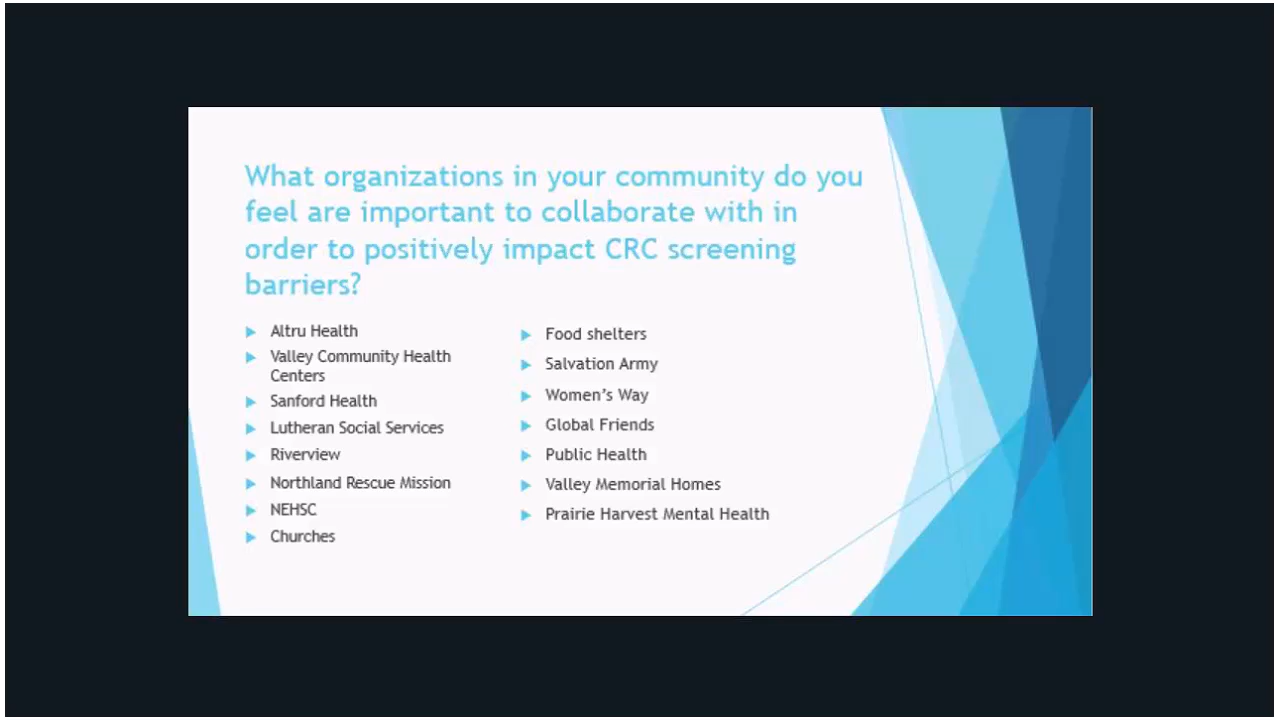 What organizations in your community do you
feel are important to collaborate with in
order to positively impact CRC screening
barriers?
Altru Health
Valley Community Health
Centers
Sanford Health
Lutheran Social Services
Riverview
Northland Rescue Mission
NEHSC
Churches
Food shelters
Salvation Army
Women’s Way
Global Friends
Public Health
Valley Memorial Homes
Prairie Harvest Mental Health